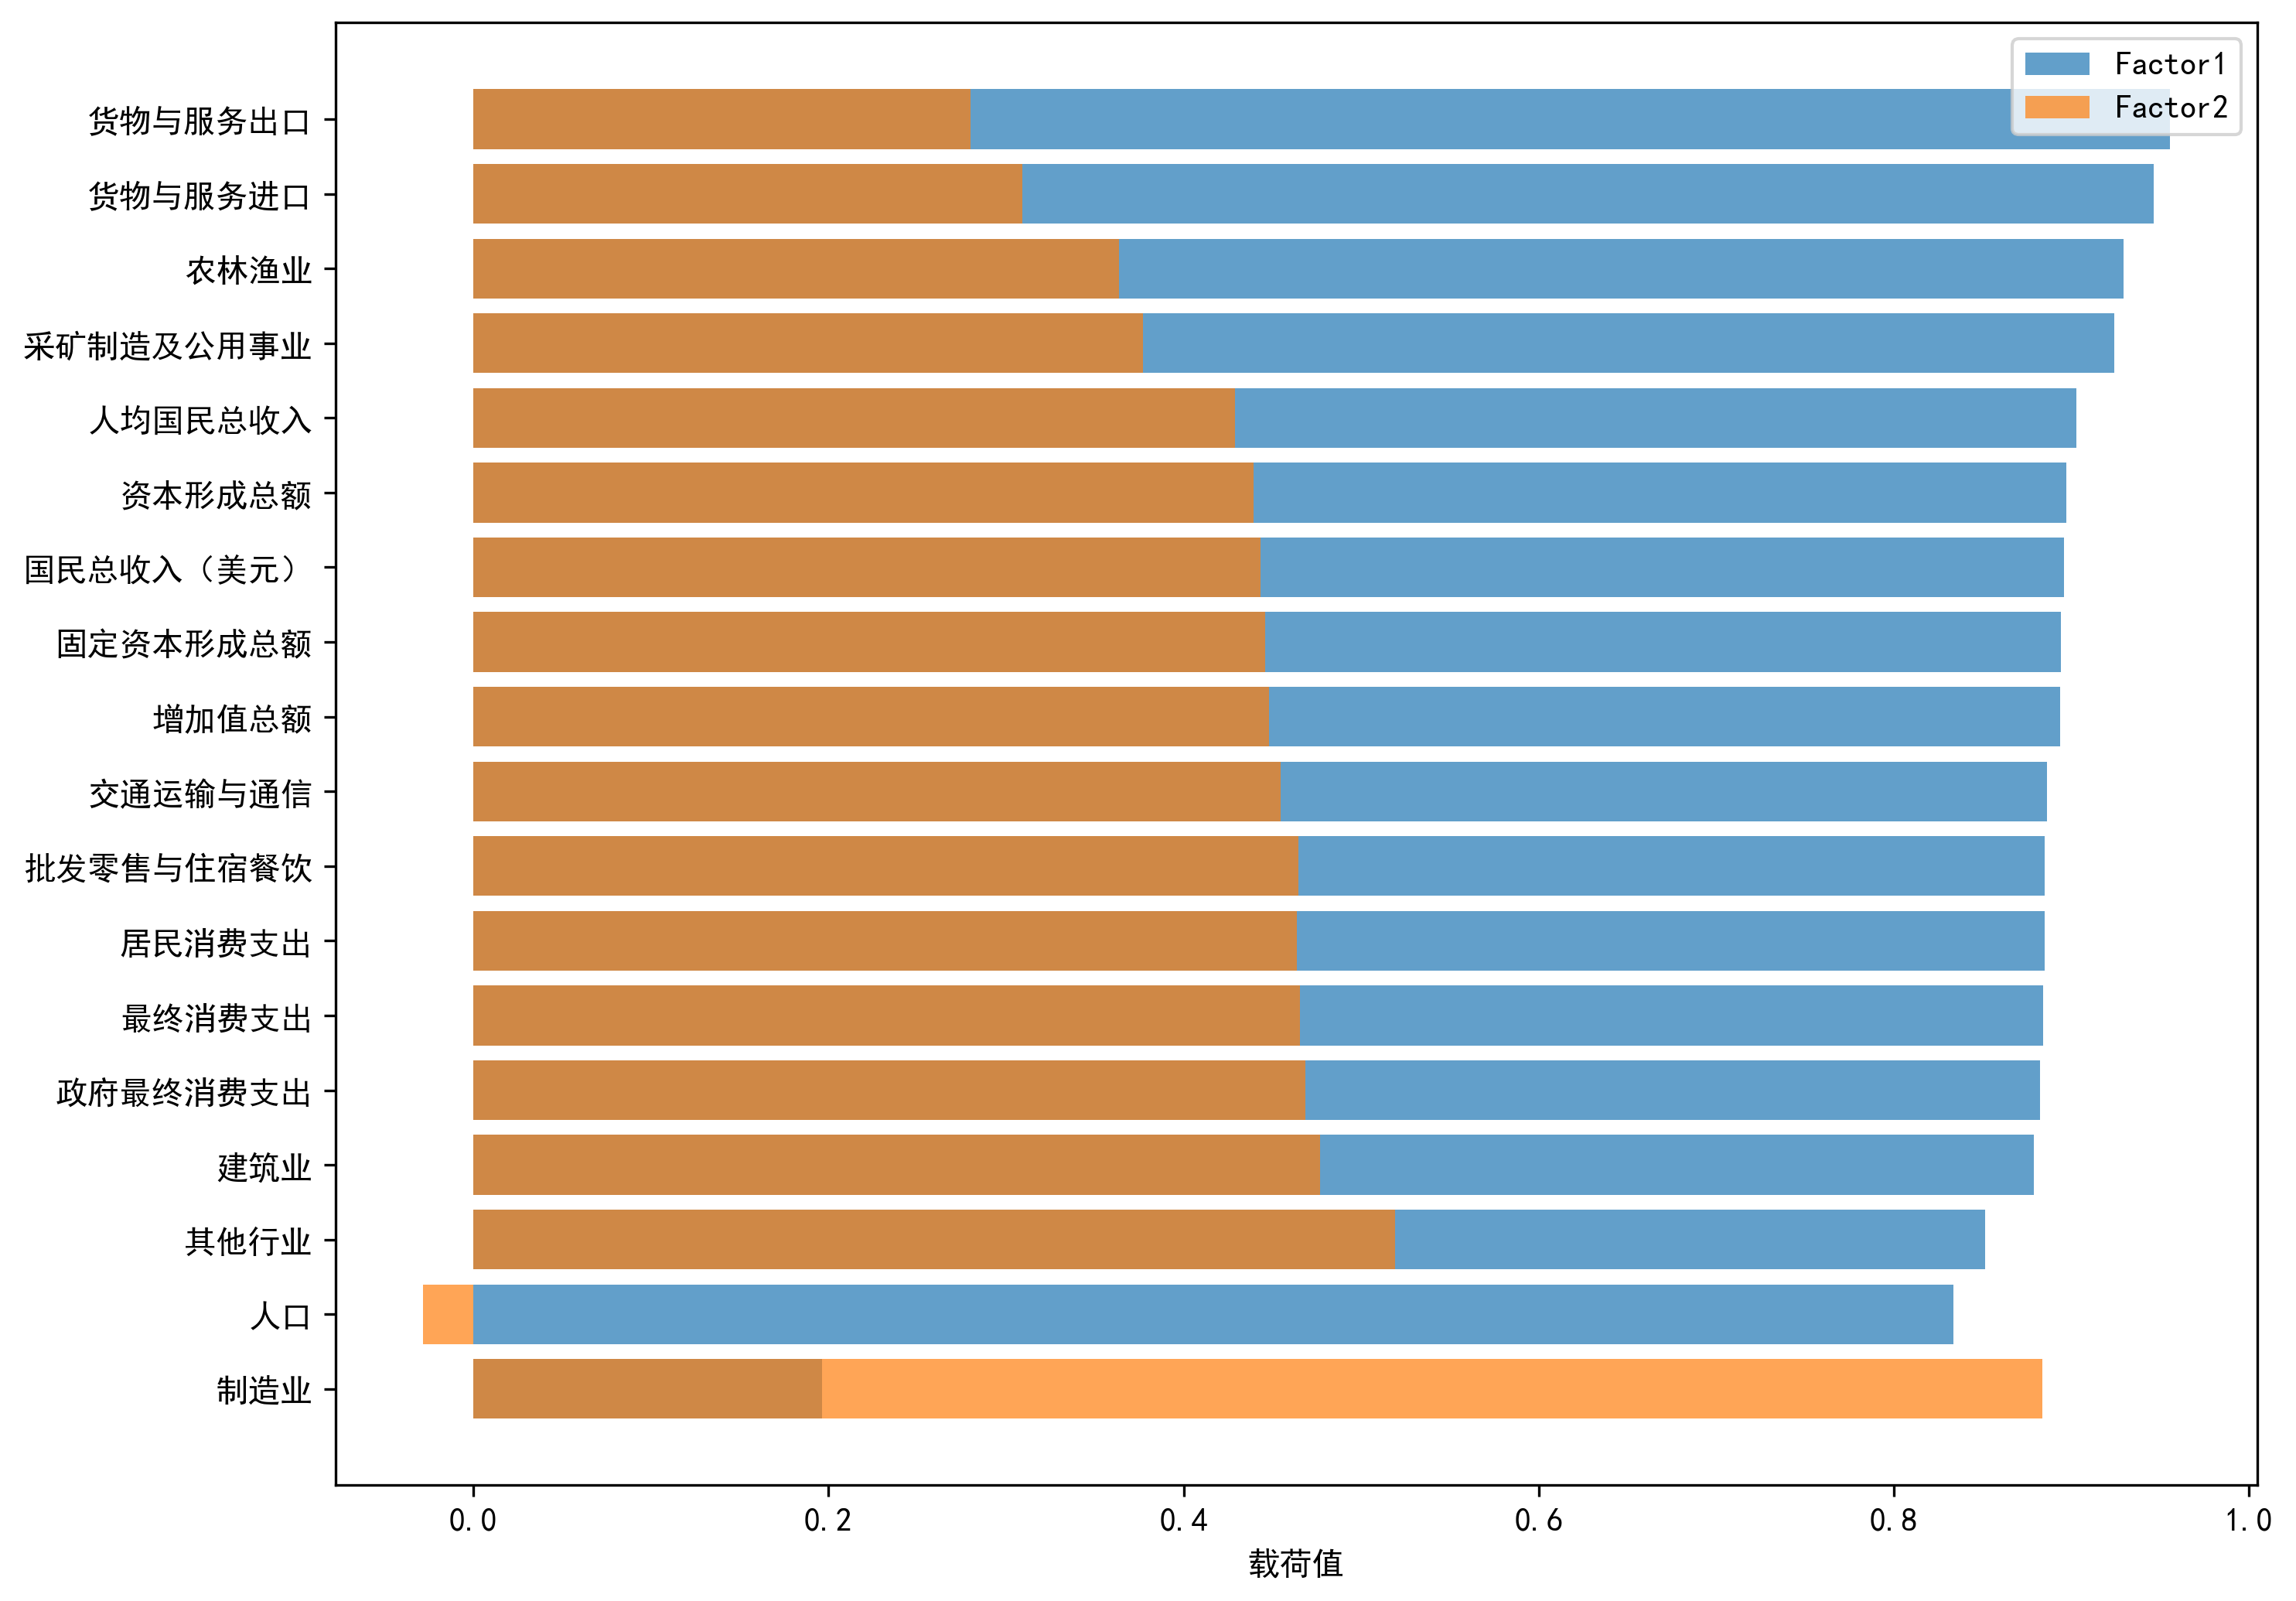 Factor1
Factor2
货物与服务出口
货物与服务进口
农林渔业
采矿制造及公用事业
人均国民总收入
资本形成总额
国民总收入（美元）
固定资本形成总额
增加值总额
交通运输与通信
批发零售与住宿餐饮
居民消费支出
最终消费支出
政府最终消费支出
建筑业
其他行业
人口
制造业
0.0 0.2 0.4 0.6 0.8 1.0
载荷值